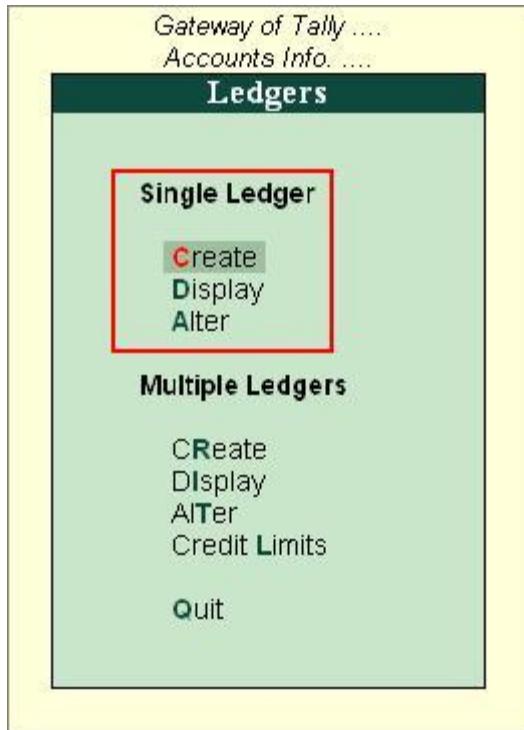 Gateway of Tally ....
Accounts Info. ....
Ledgers
Single Ledger
Create
Display
Alter
Multiple Ledgers
CReate
DIsplay
AlTer
Credit Limits
Quit